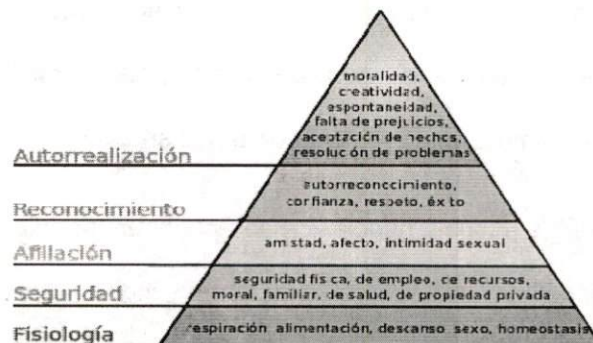 moralidad,
creatividad,
espontaneidad,
falta de prejuicios,
aceptación de hechos,
resolución de problemas
Autorrealización
autorreconocimiento,
confianza, respeto, éxito
Reconocimiento
amistad, afecto, intimidad sexual
Afiliación
seguridad física, de empleo, de recursos,
moral, familiar, de salud, de propiedad privada
Seguridad
respiración, alimentación, descanso, sexo, homeostasis
Fisiología